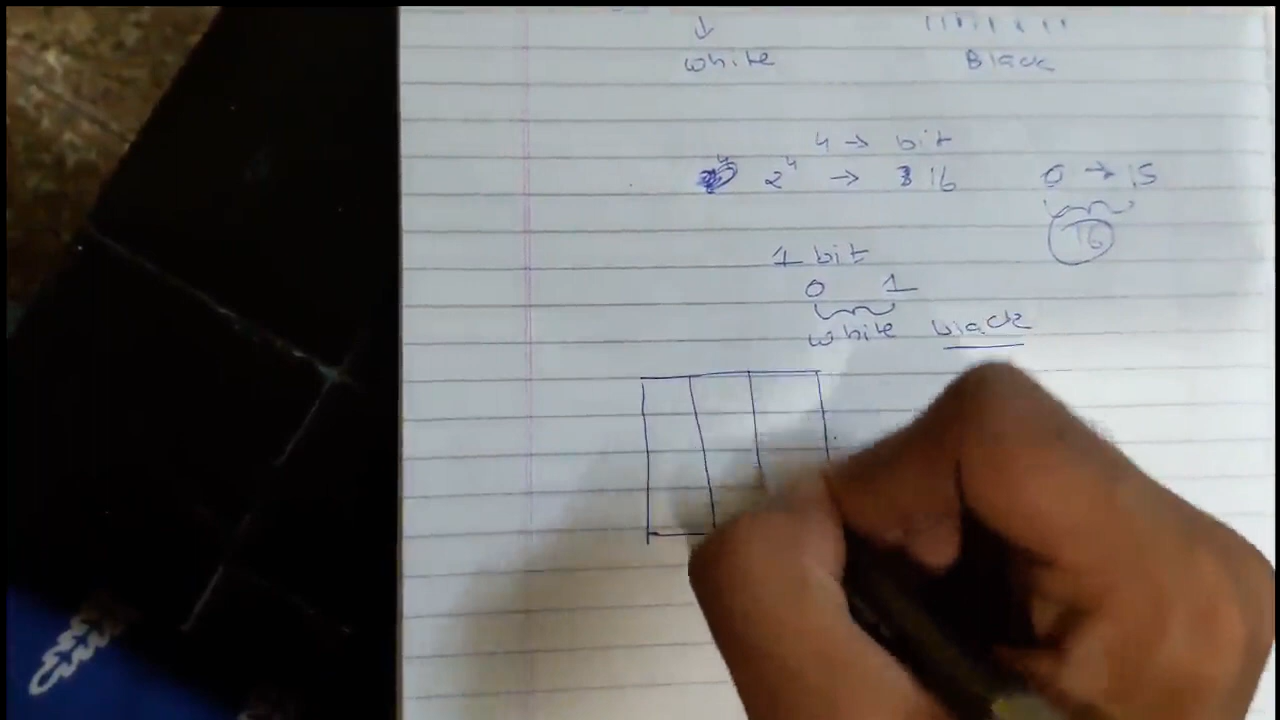 ↓
White Black
4 → bit
2⁴ → 16 0 → 15
16
1 bit
0 1
white black